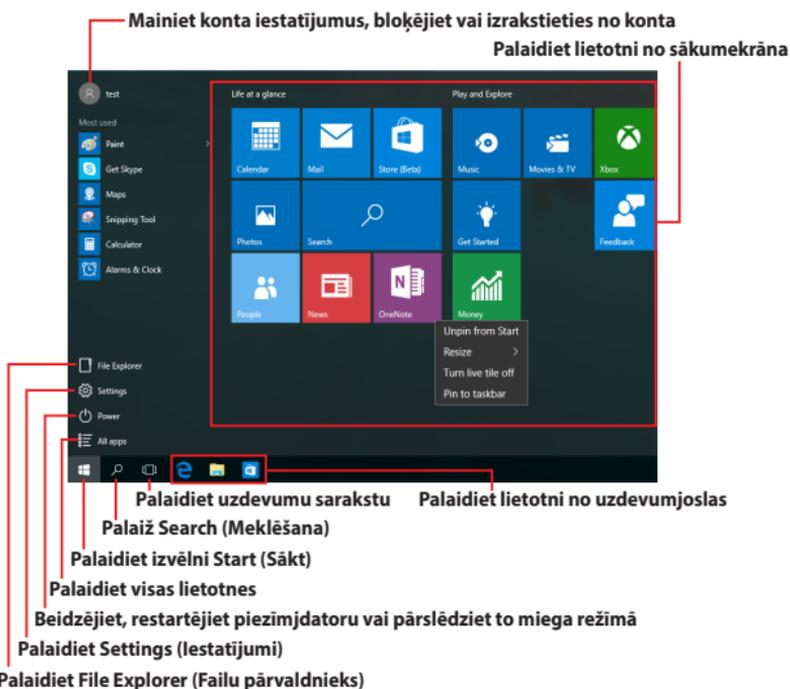 Mainiet konta iestatījumus, bloķējiet vai izrakstieties no konta
Palaidiet lietotni no sākumekrāna
test
Life at a glance
Play and Explore
Most used
Paint
Get Skype
Maps
Snipping Tool
Calculator
Alarms & Clock
Calendar
Mail
Store (Beta)
Music
Movies & TV
Xbox
Photos
Search
Get Started
Feedback
People
News
OneNote
Money
Unpin from Start
Resize
Turn live tile off
Pin to taskbar
File Explorer
Settings
Power
All apps
Palaidiet uzdevumu sarakstu
Palaidiet lietotni no uzdevumjoslas
Palaiž Search (Meklēšana)
Palaidiet izvēlni Start (Sākt)
Palaidiet visas lietotnes
Beidzējiet, restartējiet piezīmjdatoru vai pārslēdziet to miega režīmā
Palaidiet Settings (Iestatījumi)
Palaidiet File Explorer (Failu pārvaldnieks)